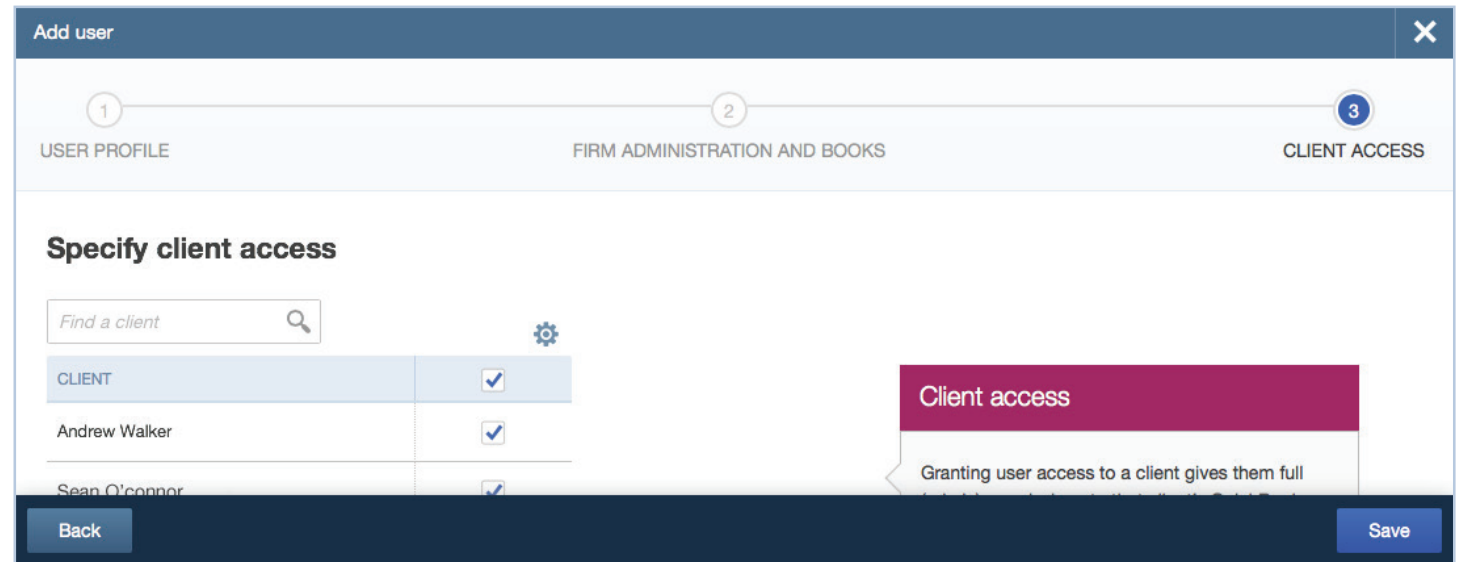 Add user
1
2
3
USER PROFILE
FIRM ADMINISTRATION AND BOOKS
CLIENT ACCESS
Specify client access
Find a client
CLIENT
Andrew Walker
Sean O'connor
Client access
Granting user access to a client gives them full
Back
Save